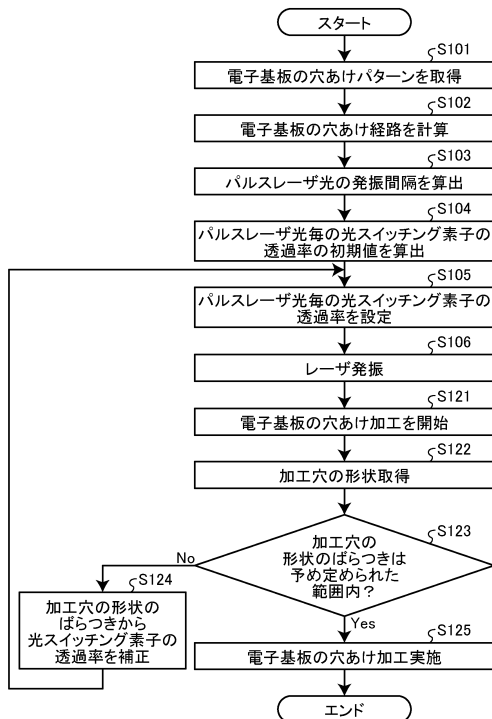 スタート
S101
電子基板の穴あけパターンを取得
S102
電子基板の穴あけ経路を計算
S103
パルスレーザ光の発振間隔を算出
S104
パルスレーザ光毎の光スイッチング素子の
透過率の初期値を算出
S105
パルスレーザ光毎の光スイッチング素子の
透過率を設定
S106
レーザ発振
S121
電子基板の穴あけ加工を開始
S122
加工穴の形状取得
S123
加工穴の
形状のばらつきは
予め定められた
範囲内?
No
S124
加工穴の形状の
ばらつきから
光スイッチング素子の
透過率を補正
Yes
S125
電子基板の穴あけ加工実施
エンド